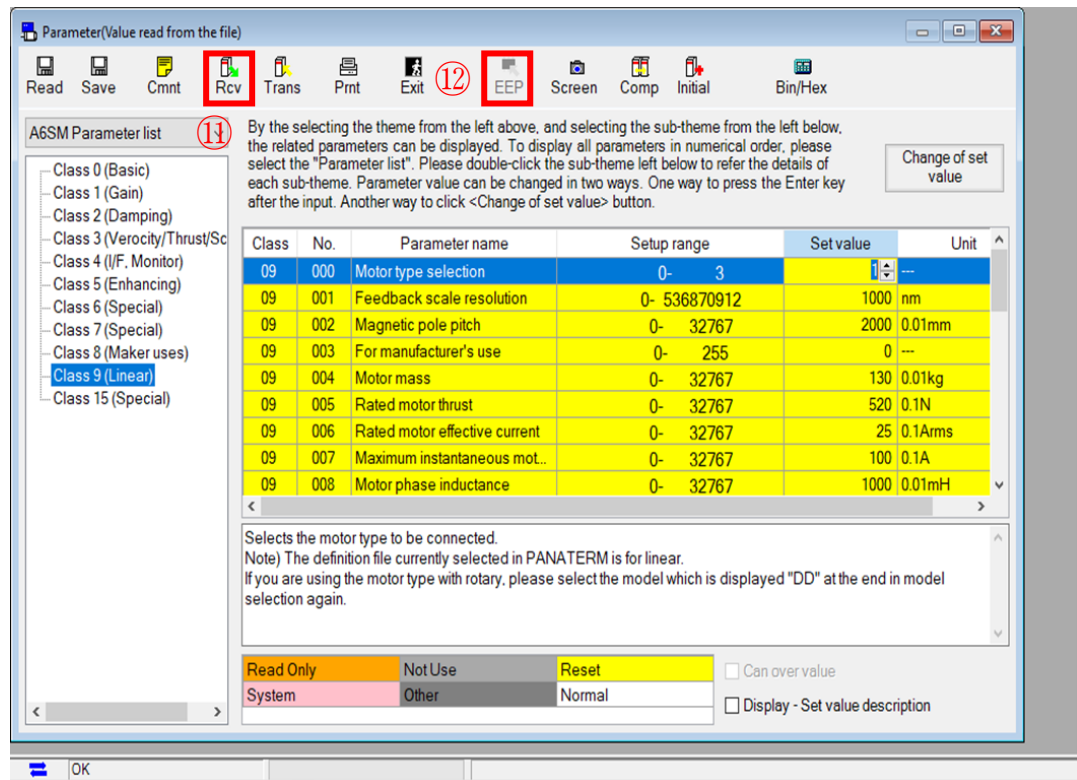 Parameter(Value read from the file)
Read Save Cmnt Rcv Trans Prnt Exit ⑫ EEP Screen Comp Initial Bin/Hex
A6SM Parameter list ⑪
By the selecting the theme from the left above, and selecting the sub-theme from the left below,
the related parameters can be displayed. To display all parameters in numerical order, please
select the "Parameter list". Please double-click the sub-theme left below to refer the details of
each sub-theme. Parameter value can be changed in two ways. One way to press the Enter key
after the input. Another way to click <Change of set value> button.
Change of set
value
Class 0 (Basic)
Class 1 (Gain)
Class 2 (Damping)
Class 3 (Verocity/Thrust/Sc
Class 4 (I/F, Monitor)
Class 5 (Enhancing)
Class 6 (Special)
Class 7 (Special)
Class 8 (Maker uses)
Class 9 (Linear)
Class 15 (Special)
Class No. Parameter name Setup range Set value Unit
09 000 Motor type selection 0- 3 1 ---
09 001 Feedback scale resolution 0- 536870912 1000 nm
09 002 Magnetic pole pitch 0- 32767 2000 0.01mm
09 003 For manufacturer's use 0- 255 0 ---
09 004 Motor mass 0- 32767 130 0.01kg
09 005 Rated motor thrust 0- 32767 520 0.1N
09 006 Rated motor effective current 0- 32767 25 0.1Arms
09 007 Maximum instantaneous mot... 0- 32767 100 0.1A
09 008 Motor phase inductance 0- 32767 1000 0.01mH
Selects the motor type to be connected.
Note) The definition file currently selected in PANATERM is for linear.
If you are using the motor type with rotary, please select the model which is displayed "DD" at the end in model
selection again.
Read Only Not Use Reset
System Other Normal
Can over value
Display - Set value description
OK